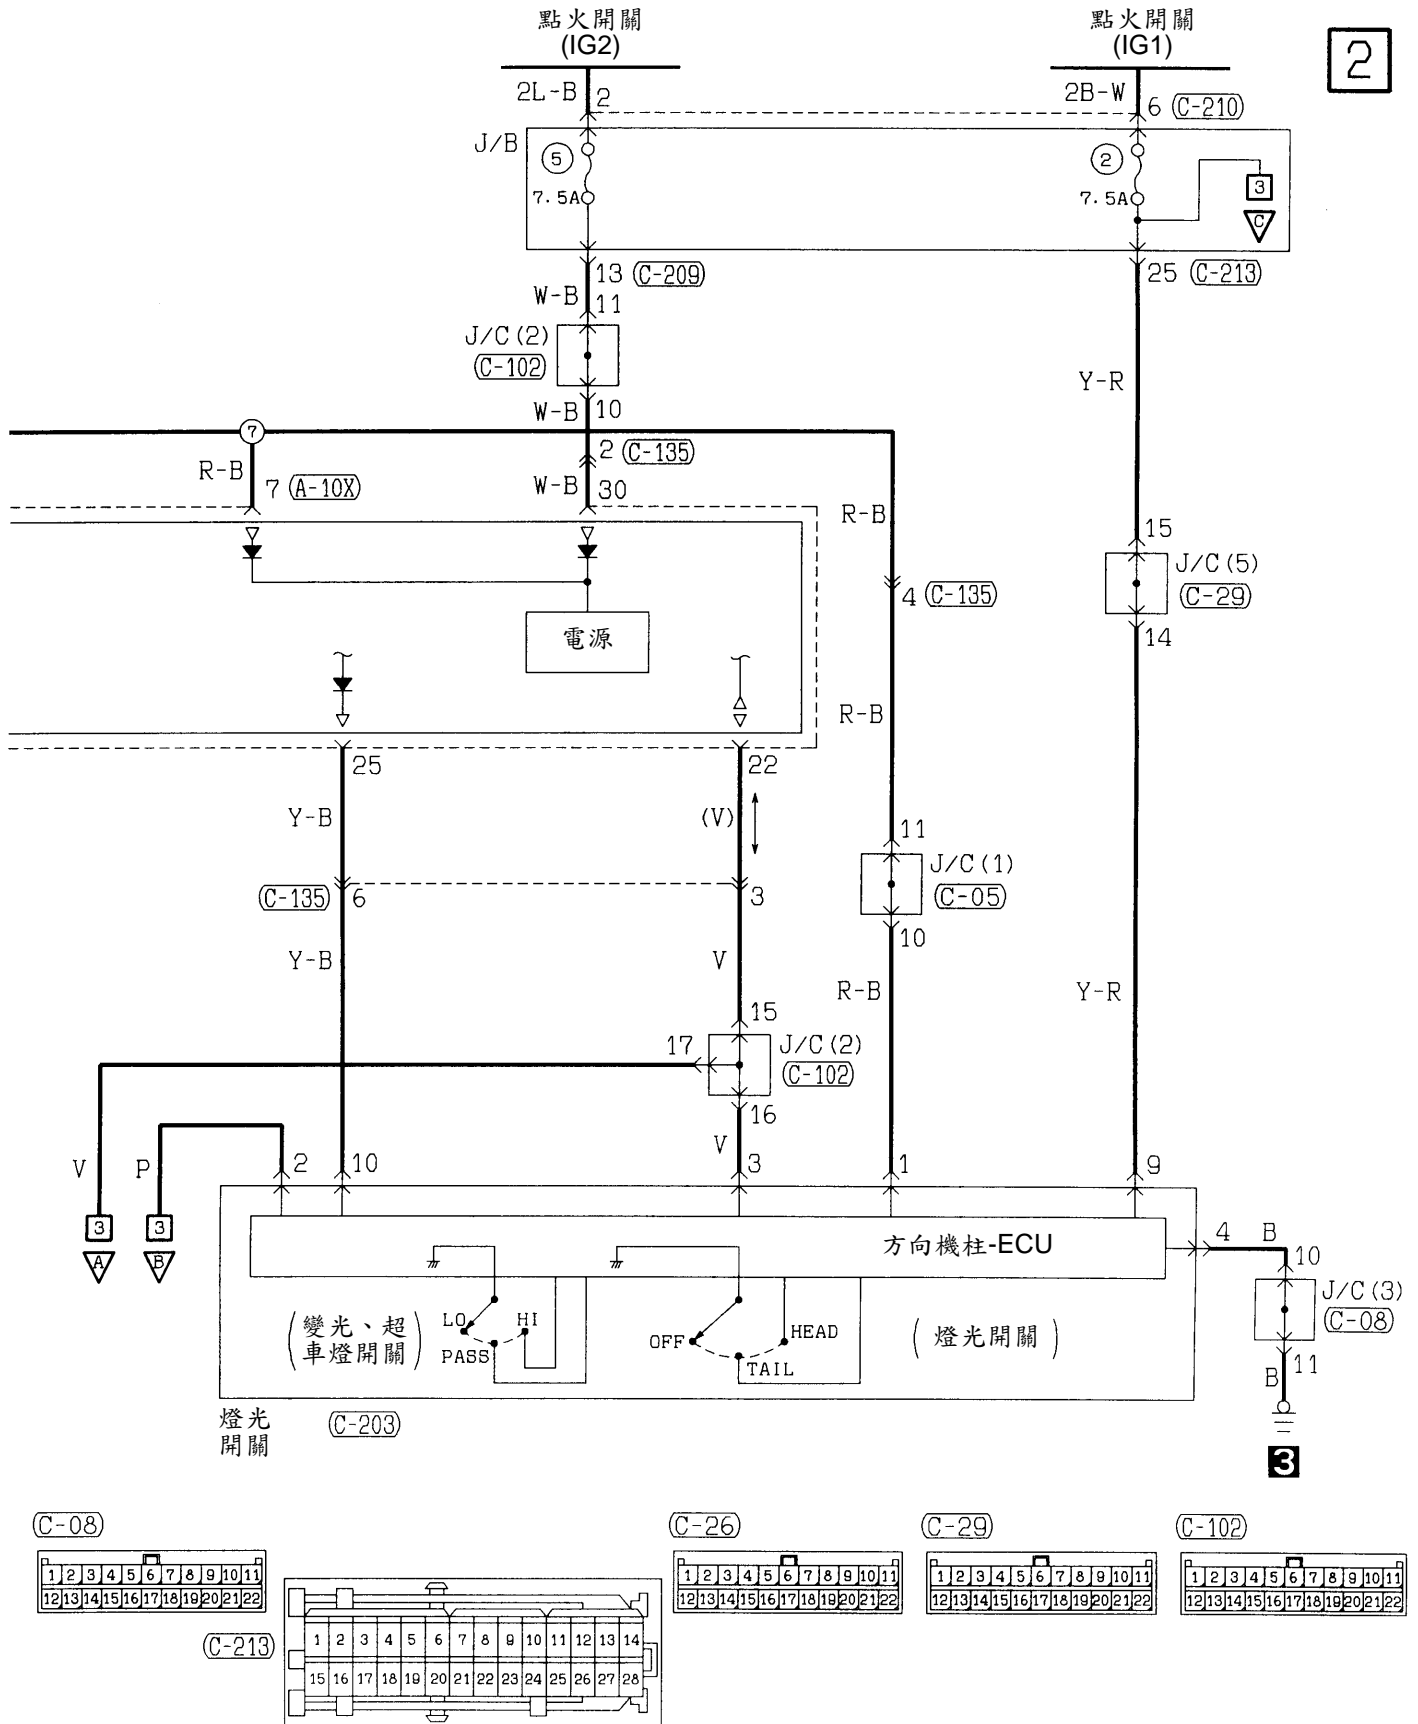 點火開關
(IG2)
點火開關
(IG1)
2
2L-B 2
2B-W 6 (C-210)
J/B
5
7.5A
2
7.5A
3
C
13 (C-209)
25 (C-213)
W-B
11
J/C(2)
(C-102)
Y-R
W-B 10
7
2 (C-135)
R-B
7 (A-10X)
W-B 30
R-B
15
J/C(5)
(C-29)
4 (C-135)
14
電源
R-B
25
22
Y-B
(V)
11
J/C(1)
(C-05)
(C-135) 6
3
10
Y-B
V
R-B
Y-R
15
17
J/C(2)
(C-102)
16
V
V
P
2
10
3
1
9
3
3
A
B
方向機柱-ECU
4
B
10
J/C(3)
(C-08)
(變光、超
車燈開關)
LO
HI
PASS
OFF
HEAD
TAIL
(燈光開關)
B
11
燈光
開關
(C-203)
3
(C-08)
1 2 3 4 5 6 7 8 9 10 11
12 13 14 15 16 17 18 19 20 21 22
(C-213)
1 2 3 4 5 6 7 8 9 10 11 12 13 14
15 16 17 18 19 20 21 22 23 24 25 26 27 28
(C-26)
1 2 3 4 5 6 7 8 9 10 11
12 13 14 15 16 17 18 19 20 21 22
(C-29)
1 2 3 4 5 6 7 8 9 10 11
12 13 14 15 16 17 18 19 20 21 22
(C-102)
1 2 3 4 5 6 7 8 9 10 11
12 13 14 15 16 17 18 19 20 21 22